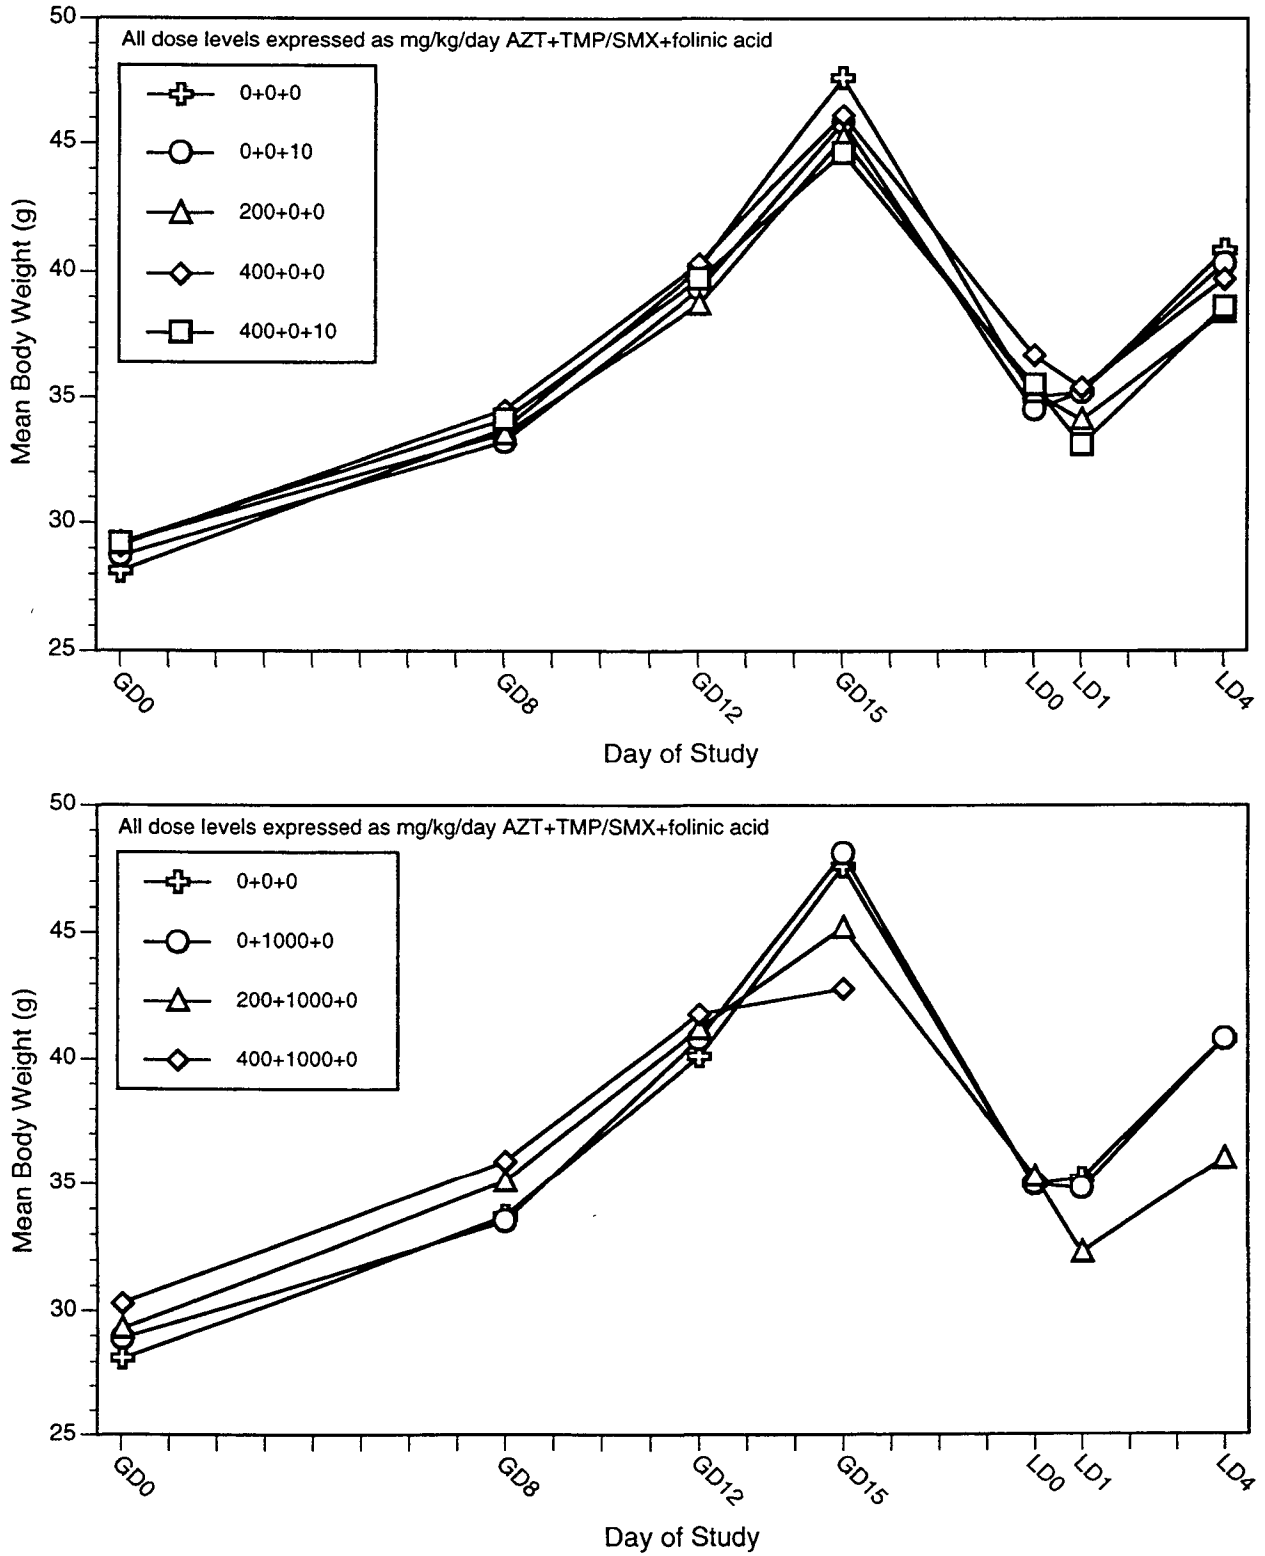 50
All dose levels expressed as mg/kg/day AZT+TMP/SMX+folinic acid
0+0+0
0+0+10
200+0+0
400+0+0
400+0+10
45
40
35
30
25
Mean Body Weight (g)
GD0
GD8
GD12
GD15
LD0
LD1
LD4
Day of Study
50
All dose levels expressed as mg/kg/day AZT+TMP/SMX+folinic acid
0+0+0
0+1000+0
200+1000+0
400+1000+0
45
40
35
30
25
Mean Body Weight (g)
GD0
GD8
GD12
GD15
LD0
LD1
LD4
Day of Study